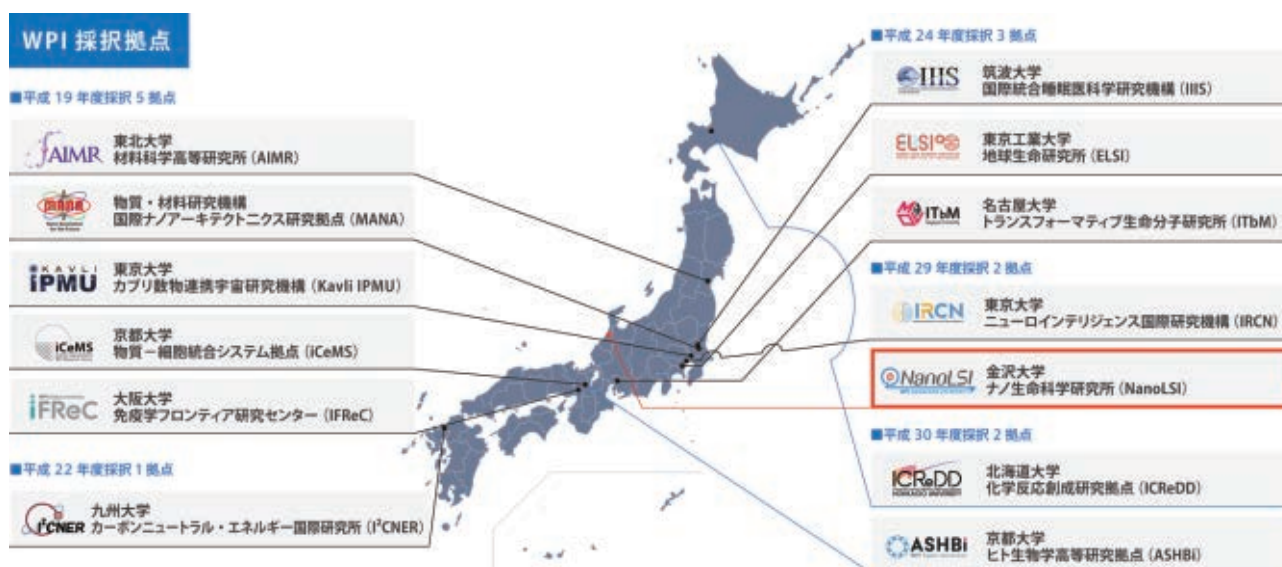 WPI 採択拠点
■平成 19 年度採択 5 拠点
AIMR
東北大学
材料科学高等研究所 (AIMR)
MANA
物質・材料研究機構
国際ナノアーキテクトニクス研究拠点 (MANA)
KAVLI
IPMU
東京大学
カブリ数物連携宇宙研究機構 (Kavli IPMU)
iCeMS
京都大学
物質－細胞統合システム拠点 (iCeMS)
iFReC
大阪大学
免疫学フロンティア研究センター (IFReC)
■平成 22 年度採択 1 拠点
I²CNER
九州大学
カーボンニュートラル・エネルギー国際研究所 (I²CNER)
■平成 24 年度採択 3 拠点
IIIS
筑波大学
国際統合睡眠医科学研究機構 (IIIS)
ELSI
東京工業大学
地球生命研究所 (ELSI)
ITbM
名古屋大学
トランスフォーマティブ生命分子研究所 (ITbM)
■平成 29 年度採択 2 拠点
IRCN
東京大学
ニューロインテリジェンス国際研究機構 (IRCN)
NanoLSI
金沢大学
ナノ生命科学研究所 (NanoLSI)
■平成 30 年度採択 2 拠点
ICReDD
HOKKAIDO UNIVERSITY
北海道大学
化学反応創成研究拠点 (ICReDD)
ASHBi
京都大学
ヒト生物学高等研究拠点 (ASHBi)